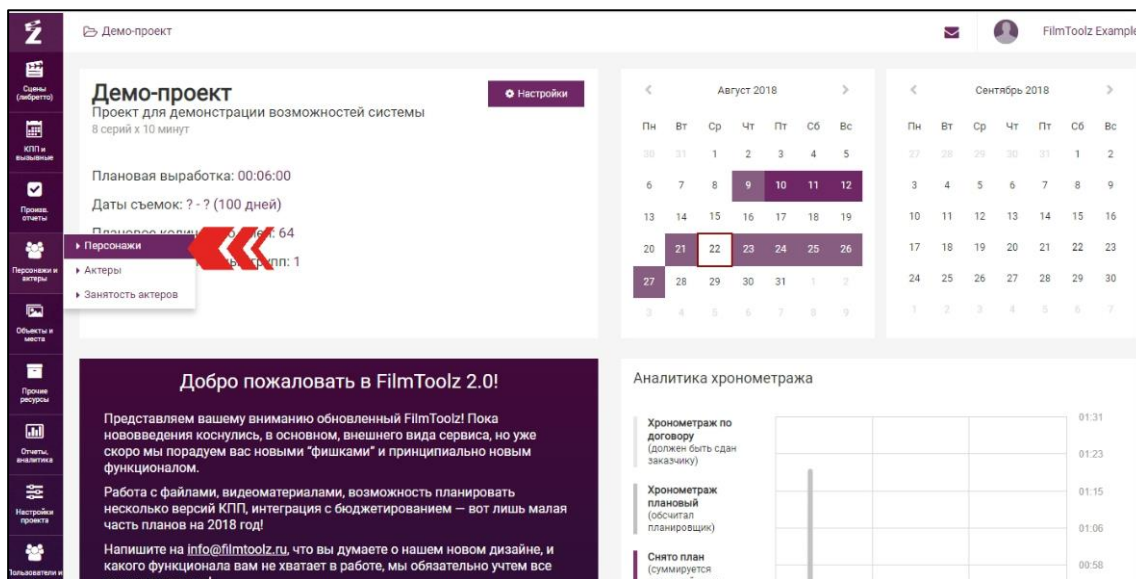 Демо-проект
FilmToolz Example
Сцены
(либретто)
КПП и
вызывные
Произв.
отчеты
Персонажи и
актеры
Объекты и
места
Прочие
ресурсы
Отчеты,
аналитика
Настройки
проекта
Пользователи и
Демо-проект
Настройки
Проект для демонстрации возможностей системы
8 серий x 10 минут
Плановая выработка: 00:06:00
Даты съемок: ? - ? (100 дней)
Плановое : 64
групп: 1
Персонажи
Актеры
Занятость актеров
Август 2018
Пн Вт Ср Чт Пт Сб Вс
30 31 1 2 3 4 5
6 7 8 9 10 11 12
13 14 15 16 17 18 19
20 21 22 23 24 25 26
27 28 29 30 31 1 2
3 4 5 6 7 8 9
Сентябрь 2018
Пн Вт Ср Чт Пт Сб Вс
27 28 29 30 31 1 2
3 4 5 6 7 8 9
10 11 12 13 14 15 16
17 18 19 20 21 22 23
24 25 26 27 28 29 30
1 2 3 4 5 6 7
Добро пожаловать в FilmToolz 2.0!
Представляем вашему вниманию обновленный FilmToolz! Пока
нововведения коснулись, в основном, внешнего вида сервиса, но уже
скоро мы порадуем вас новыми "фишками" и принципиально новым
функционалом.
Работа с файлами, видеоматериалами, возможность планировать
несколько версий КПП, интеграция с бюджетированием — вот лишь малая
часть планов на 2018 год!
Напишите на info@filmtoolz.ru, что вы думаете о нашем новом дизайне, и
какого функционала вам не хватает в работе, мы обязательно учтем все
Аналитика хронометража
Хронометраж по
договору
(должен быть сдан
заказчику)
Хронометраж
плановый
(обсчитал
планировщик)
Снято план
(суммируется
01:31
01:23
01:15
01:06
00:58